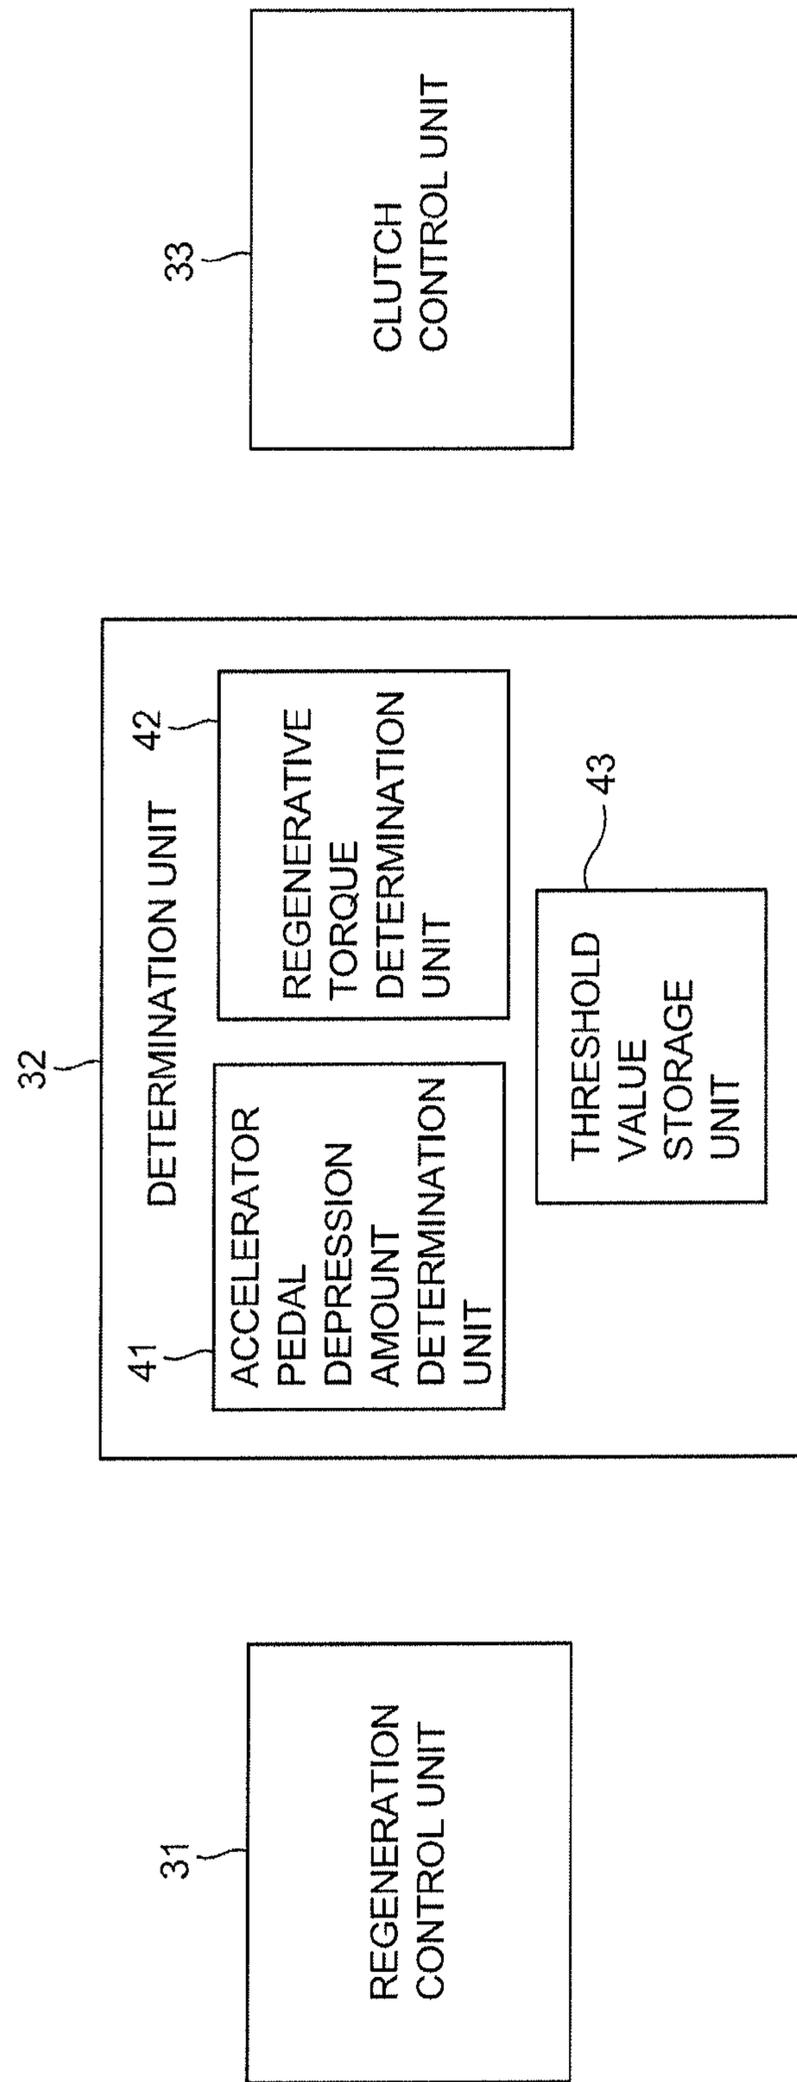 31
REGENERATION
CONTROL UNIT
32
DETERMINATION UNIT
41
ACCELERATOR
PEDAL
DEPRESSION
AMOUNT
DETERMINATION
UNIT
42
REGENERATIVE
TORQUE
DETERMINATION
UNIT
43
THRESHOLD
VALUE
STORAGE
UNIT
33
CLUTCH
CONTROL UNIT